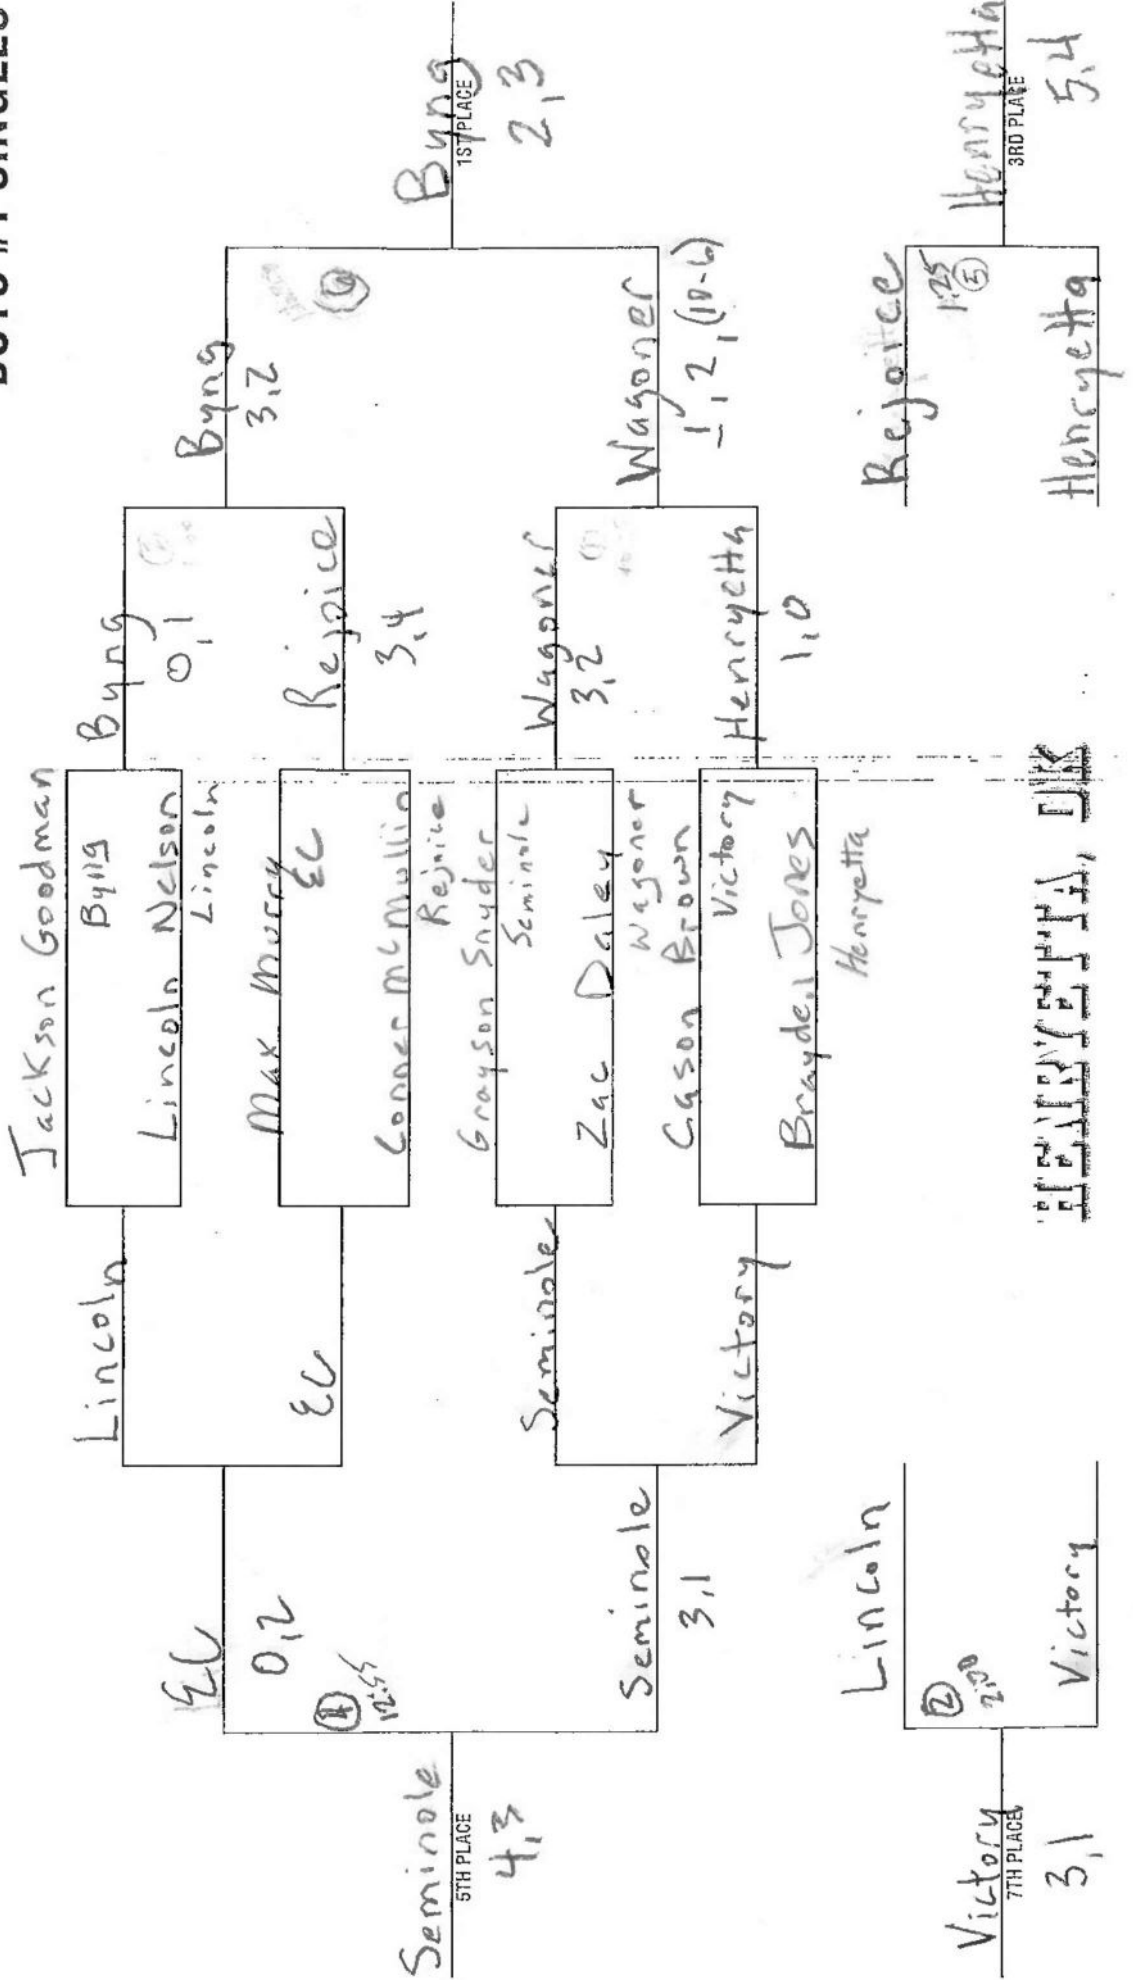 BOYS #1 SINGLES
Jackson Goodman
Byng
Lincoln Nelson
Lincoln
Max Murry
EC
Conner McMullin
Rejoice
Grayson Snyder
Seminole
Zac Daley
Wagoner
Cason Brown
Victory
Brayden Jones
Henryetta
Byng
0,1
Rejoice
3,4
Wagoner
3,2
Henryetta
1,0
Byng
3,2
Wagoner
1,2,(10-6)
6
Byng
1ST PLACE
2,3
Rejoice
1:25
5
Henryetta
Henryetta
3RD PLACE
5,4
Lincoln
EC
Seminole
Victory
EC
0,2
12:55
Seminole
3,1
Seminole
5TH PLACE
4,3
Lincoln
2
2:00
Victory
Victory
7TH PLACE
3,1
HENRYETTA, OK